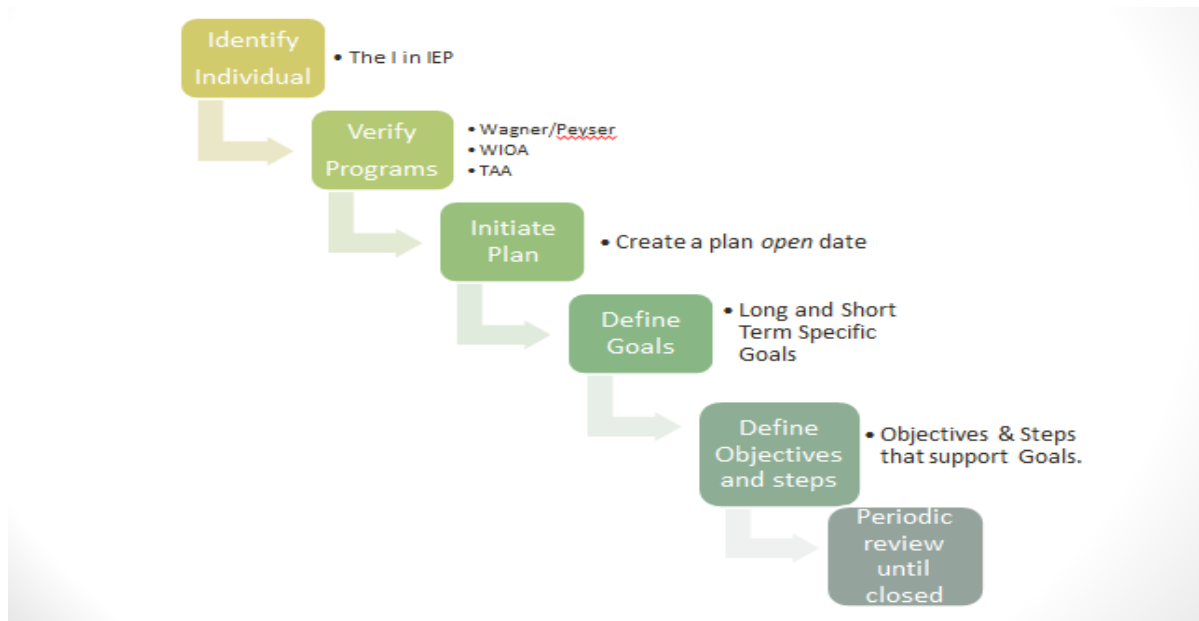 Identify
Individual
• The I in IEP
Verify
Programs
• Wagner/Peyser
• WIOA
• TAA
Initiate
Plan
• Create a plan open date
Define
Goals
• Long and Short
Term Specific
Goals
Define
Objectives
and steps
• Objectives & Steps
that support Goals.
Periodic
review
until
closed